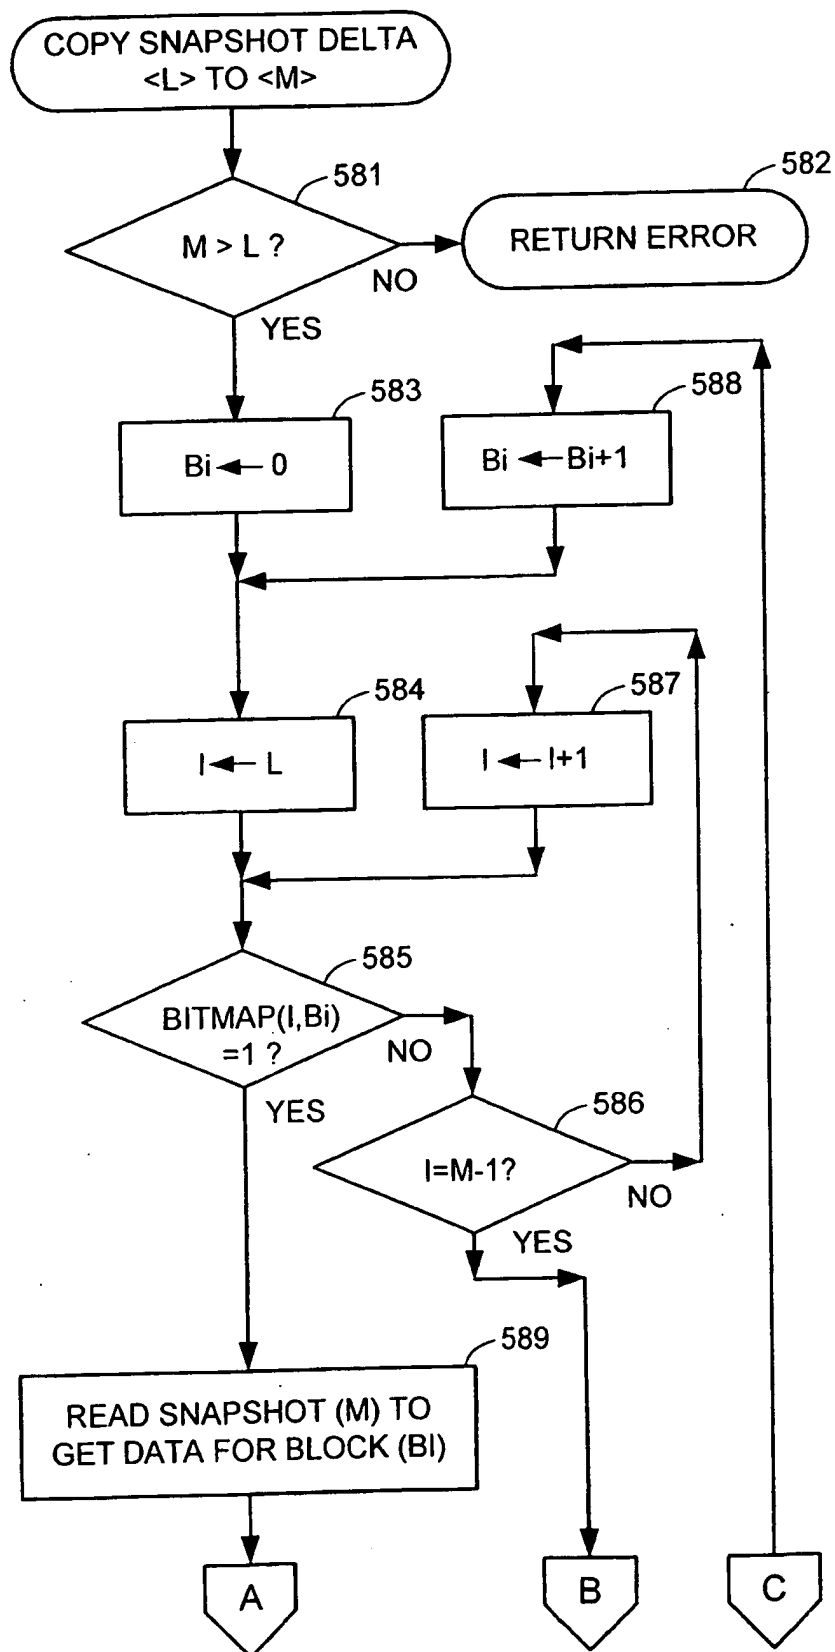 COPY SNAPSHOT DELTA
<L> TO <M>
581
M > L ?
NO
YES
582
RETURN ERROR
583
Bi ← 0
588
Bi ← Bi+1
584
I ← L
587
I ← I+1
585
BITMAP(I,Bi)
=1 ?
NO
YES
586
I=M-1?
NO
YES
589
READ SNAPSHOT (M) TO
GET DATA FOR BLOCK (BI)
A
B
C